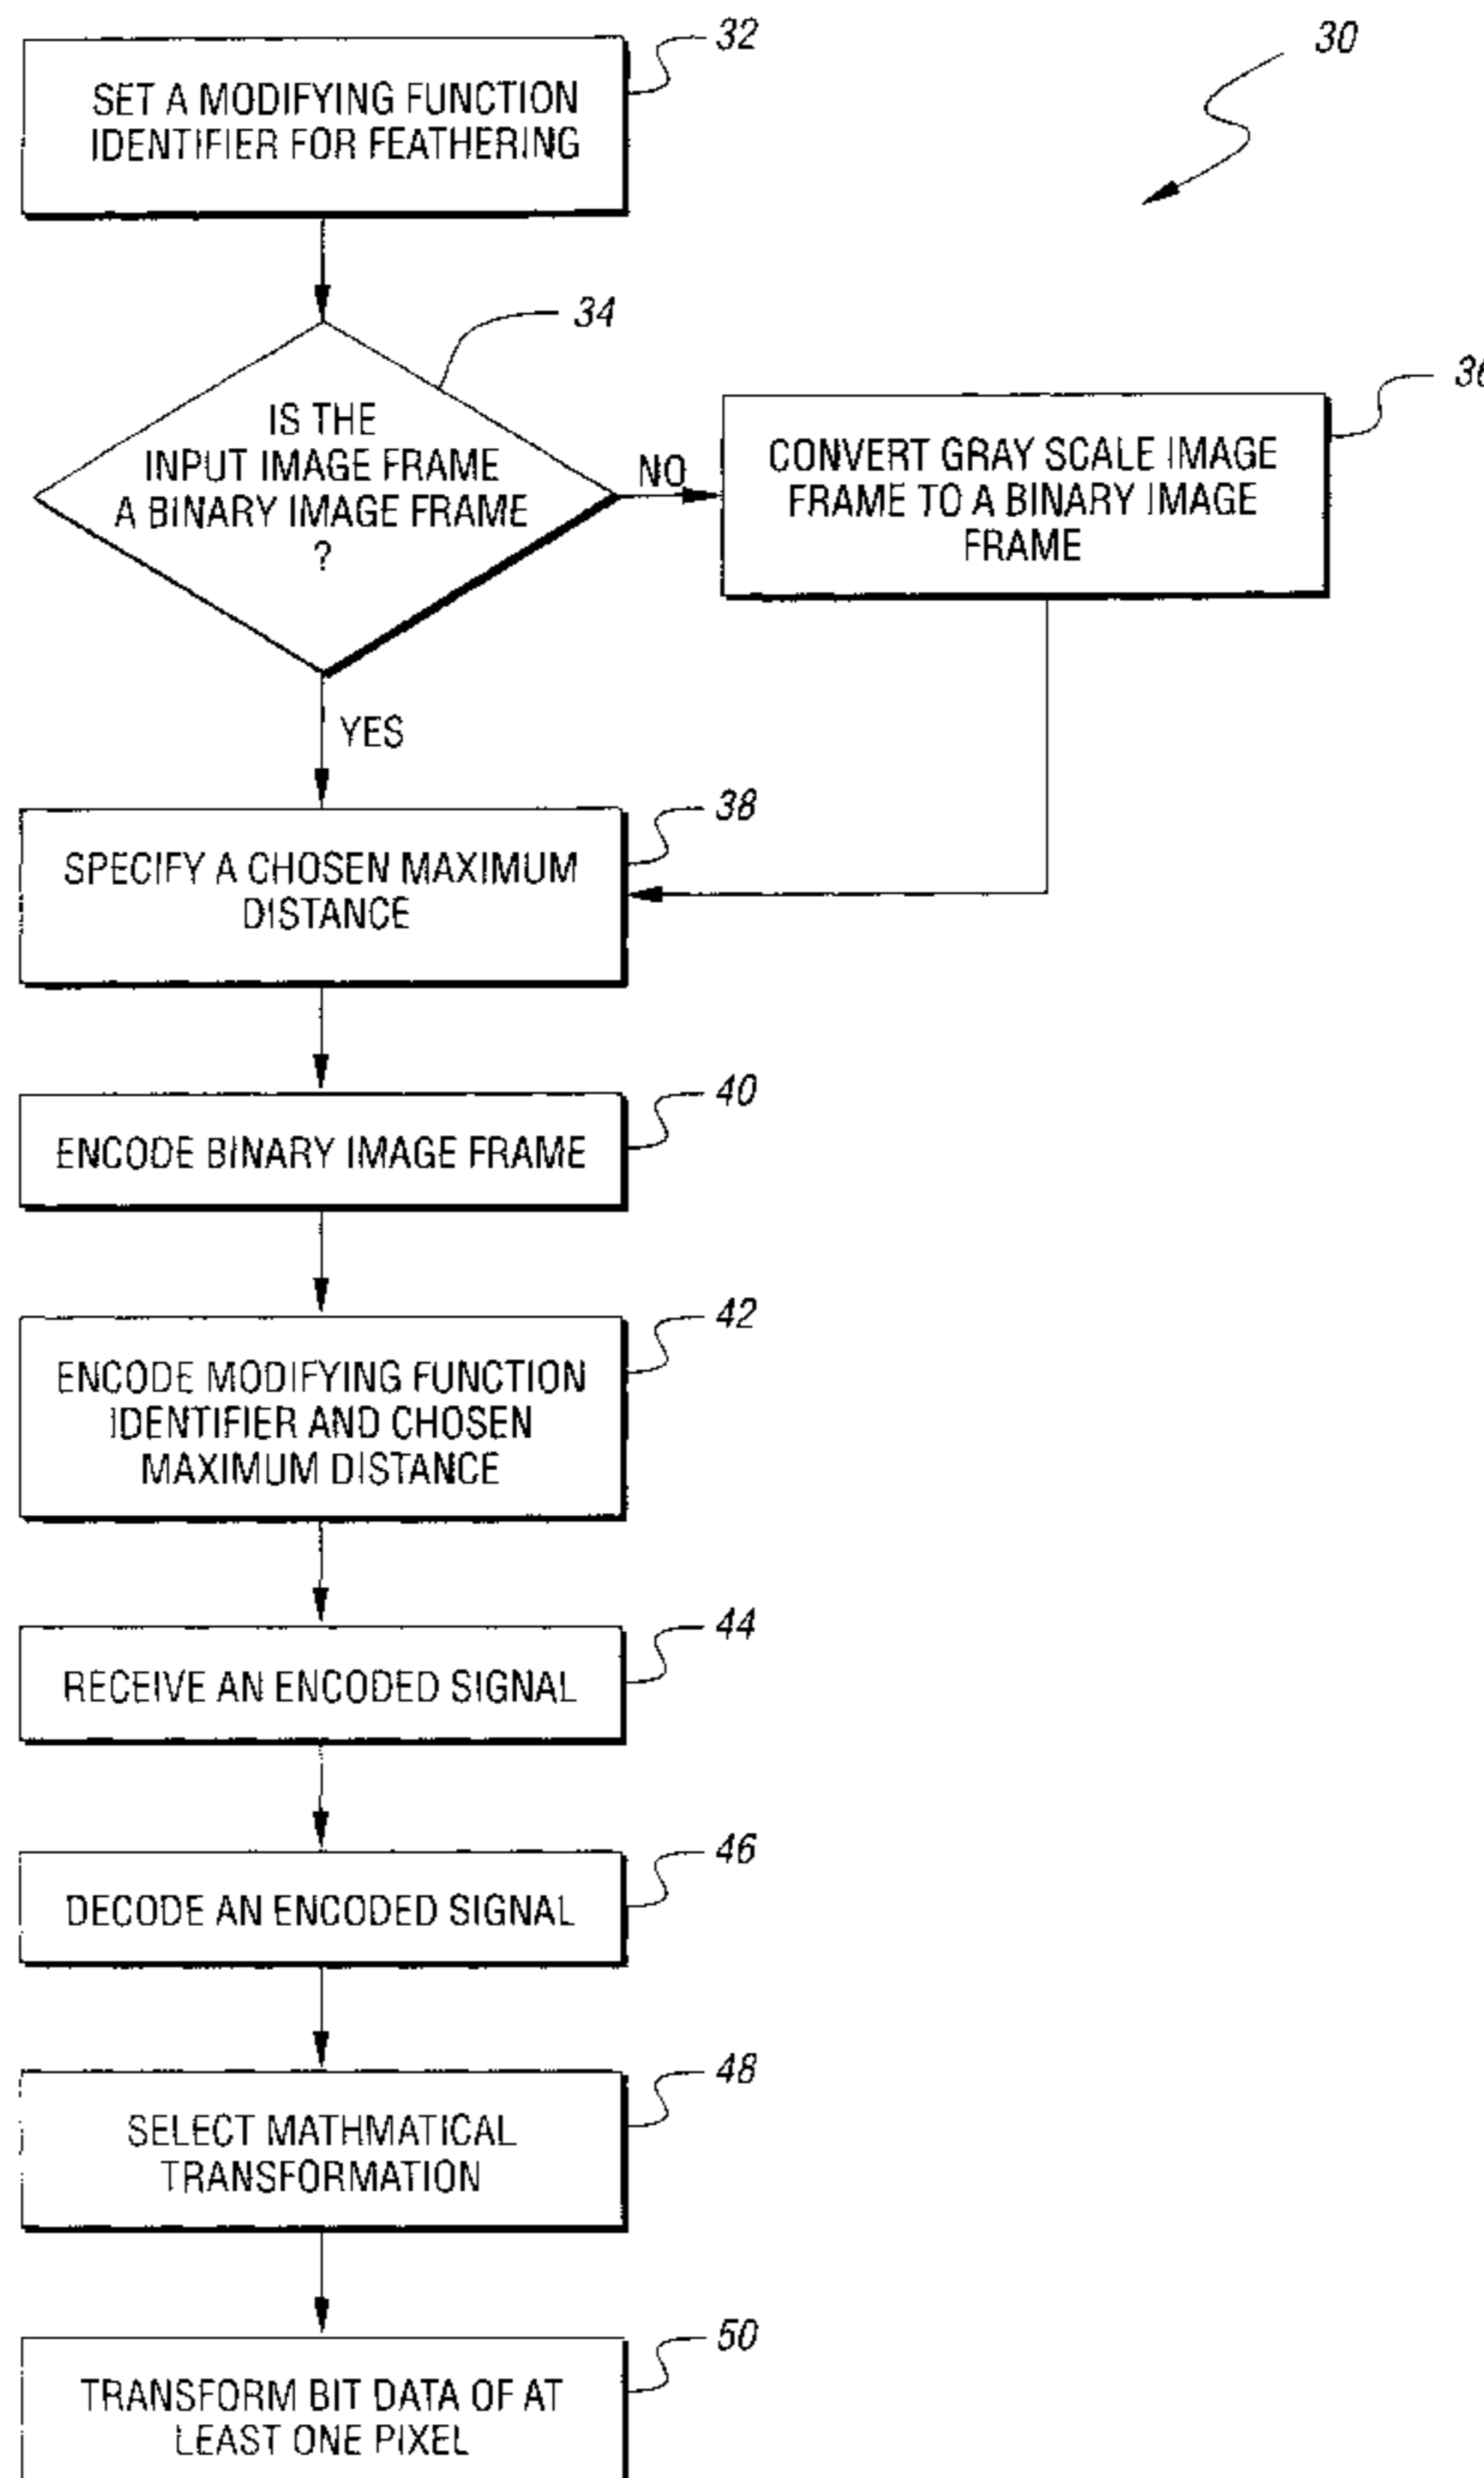 32
30
SET A MODIFYING FUNCTION
IDENTIFIER FOR FEATHERING
34
IS THE
INPUT IMAGE FRAME
A BINARY IMAGE FRAME
?
NO
CONVERT GRAY SCALE IMAGE
FRAME TO A BINARY IMAGE
FRAME
YES
38
SPECIFY A CHOSEN MAXIMUM
DISTANCE
40
ENCODE BINARY IMAGE FRAME
42
ENCODE MODIFYING FUNCTION
IDENTIFIER AND CHOSEN
MAXIMUM DISTANCE
44
RECEIVE AN ENCODED SIGNAL
46
DECODE AN ENCODED SIGNAL
48
SELECT MATHMATICAL
TRANSFORMATION
50
TRANSFORM BIT DATA OF AT
LEAST ONE PIXEL